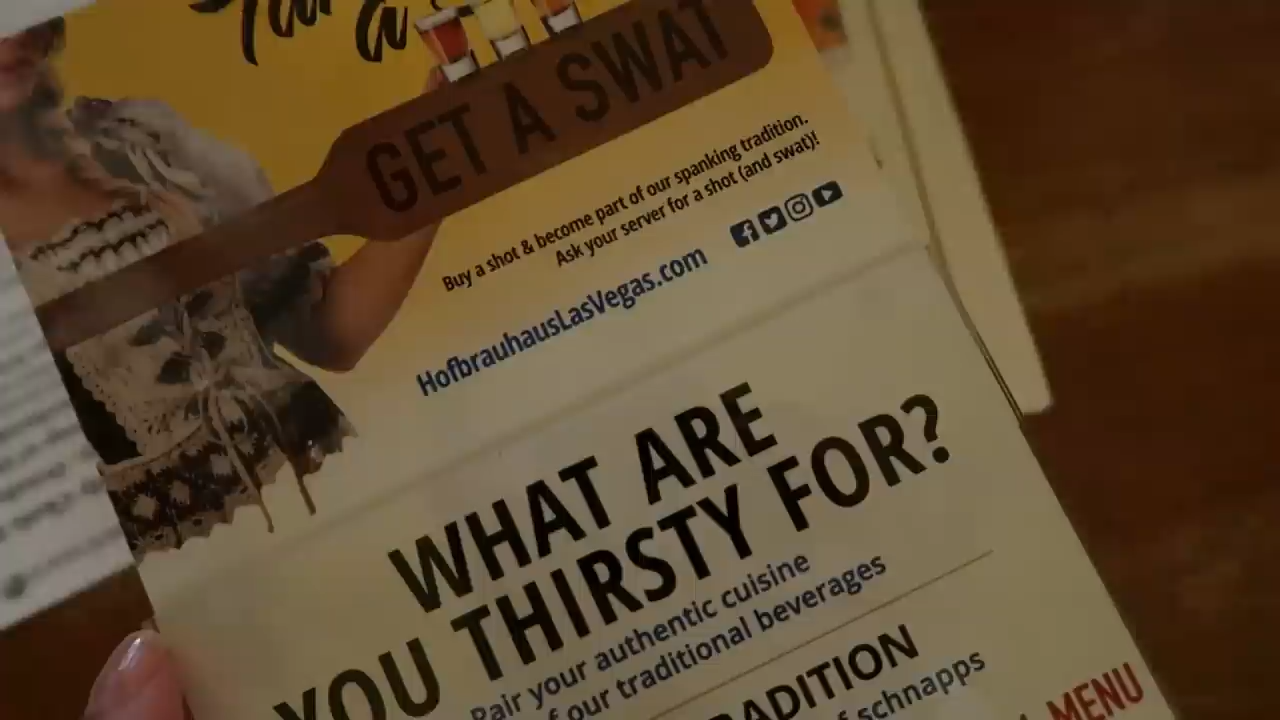 a
GET A SWAT
Buy a shot & become part of our spanking tradition.
Ask your server for a shot (and swat)!
HofbrauhausLasVegas.com
WHAT ARE
YOU THIRSTY FOR?
Pair your authentic cuisine
of our traditional beverages
schnapps
MENU